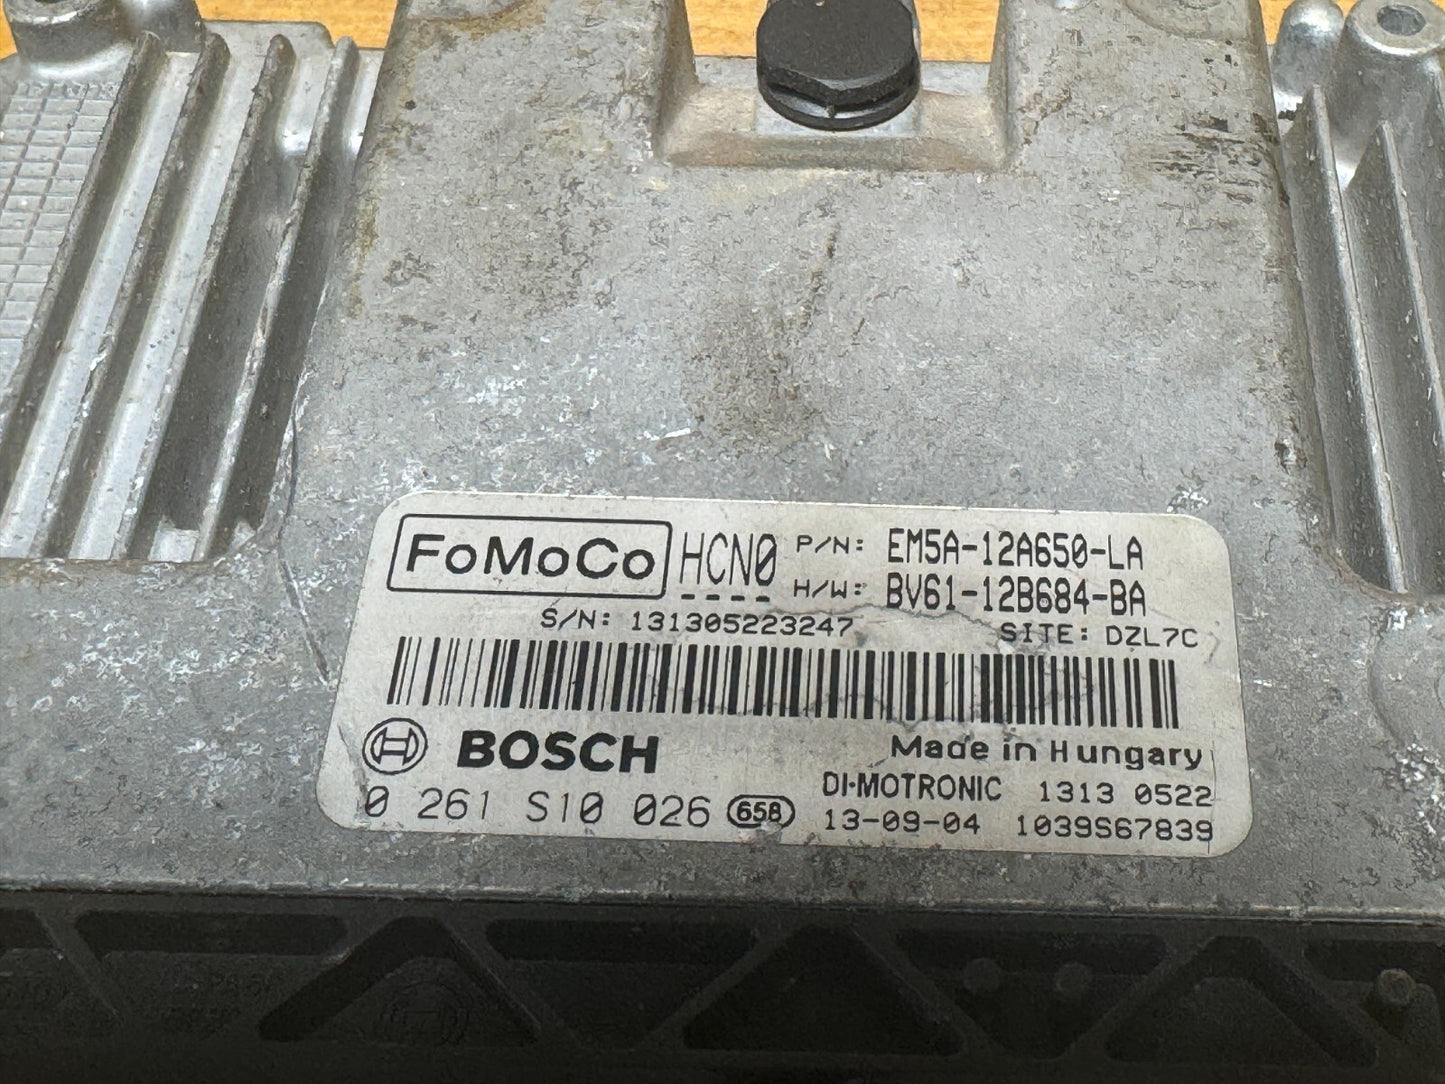 FoMoCo HCN0 P/N: EM5A-12A650-LA
H/W: BV61-12B684-BA
S/N: 131305223247 SITE: DZL7C
BOSCH Made in Hungary
DI-MOTRONIC 1313 0522
0 261 S10 026 658 13-09-04 1039S67839